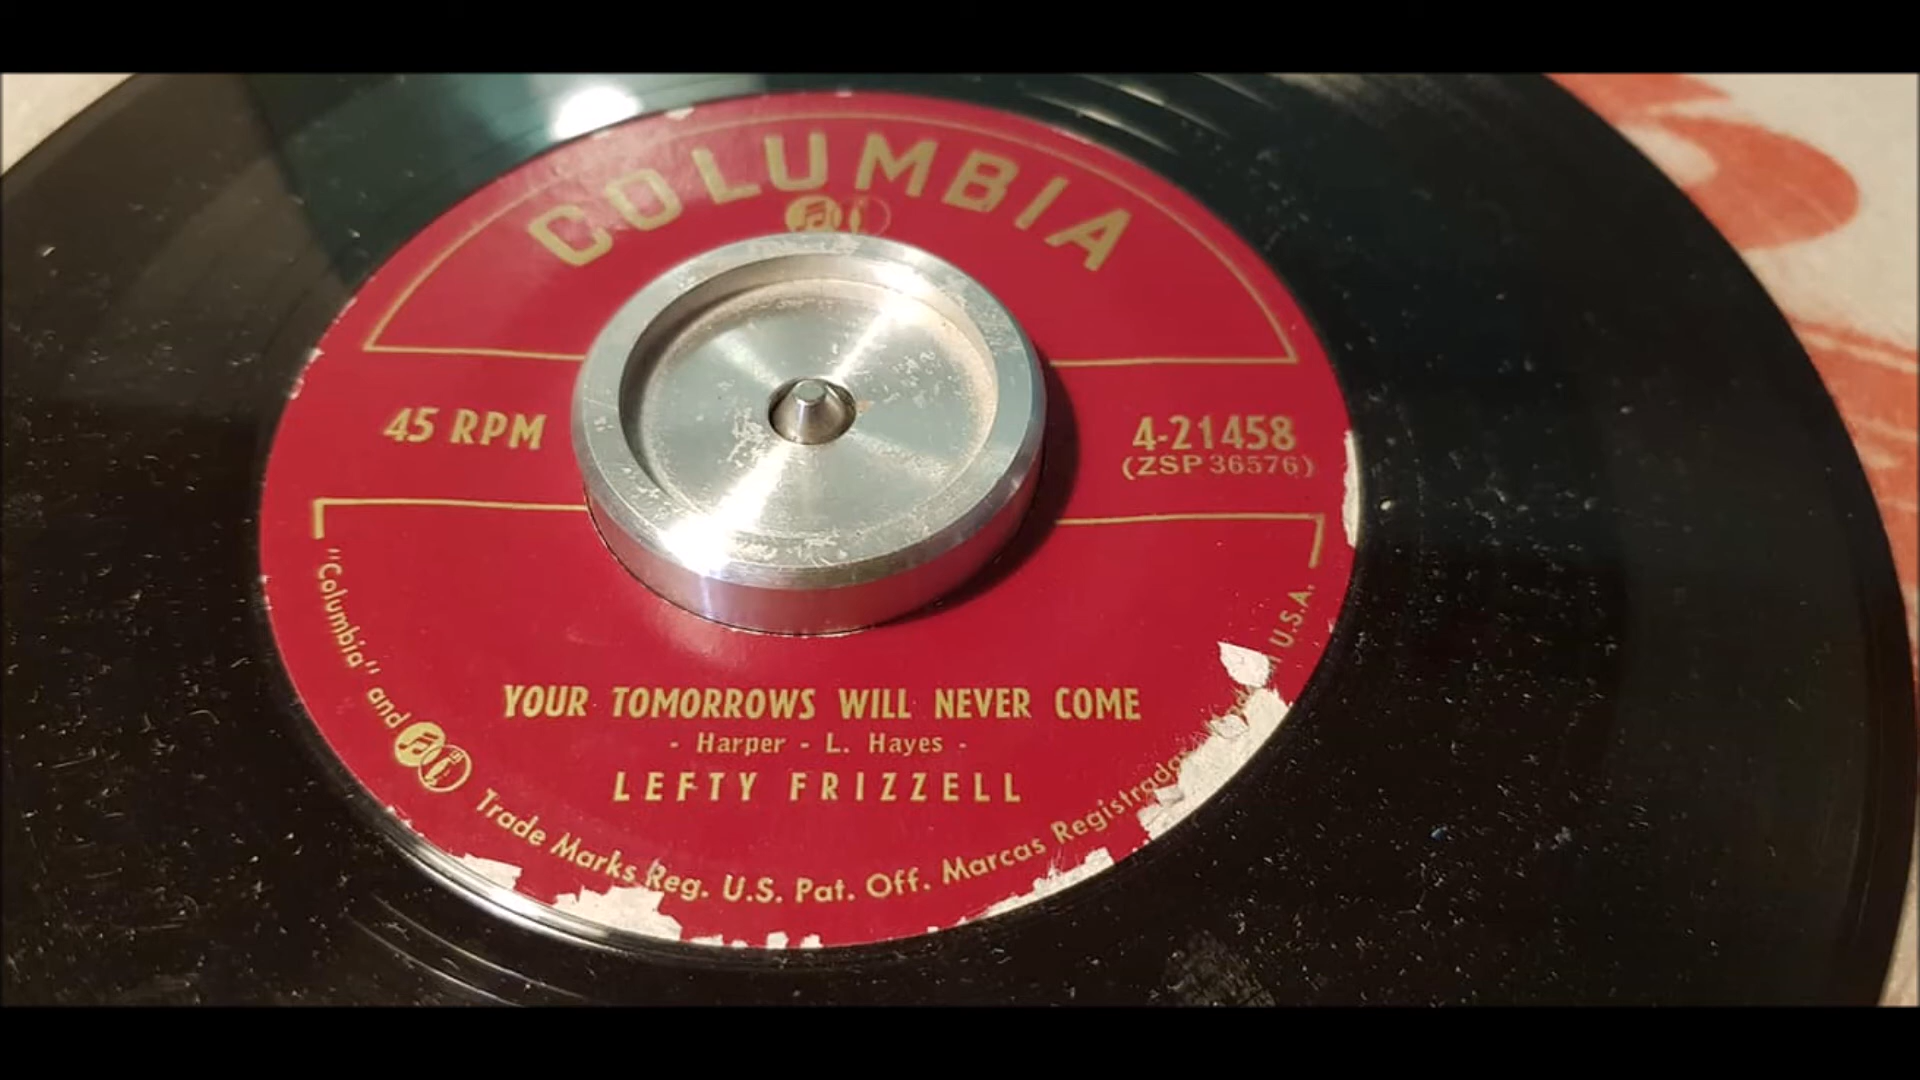 COLUMBIA
45 RPM
4-21458
(ZSP 36576)
YOUR TOMORROWS WILL NEVER COME
- Harper - L. Hayes -
LEFTY FRIZZELL
"Columbia" and Trade Marks Reg. U.S. Pat. Off. Marcas Registradas U.S.A.